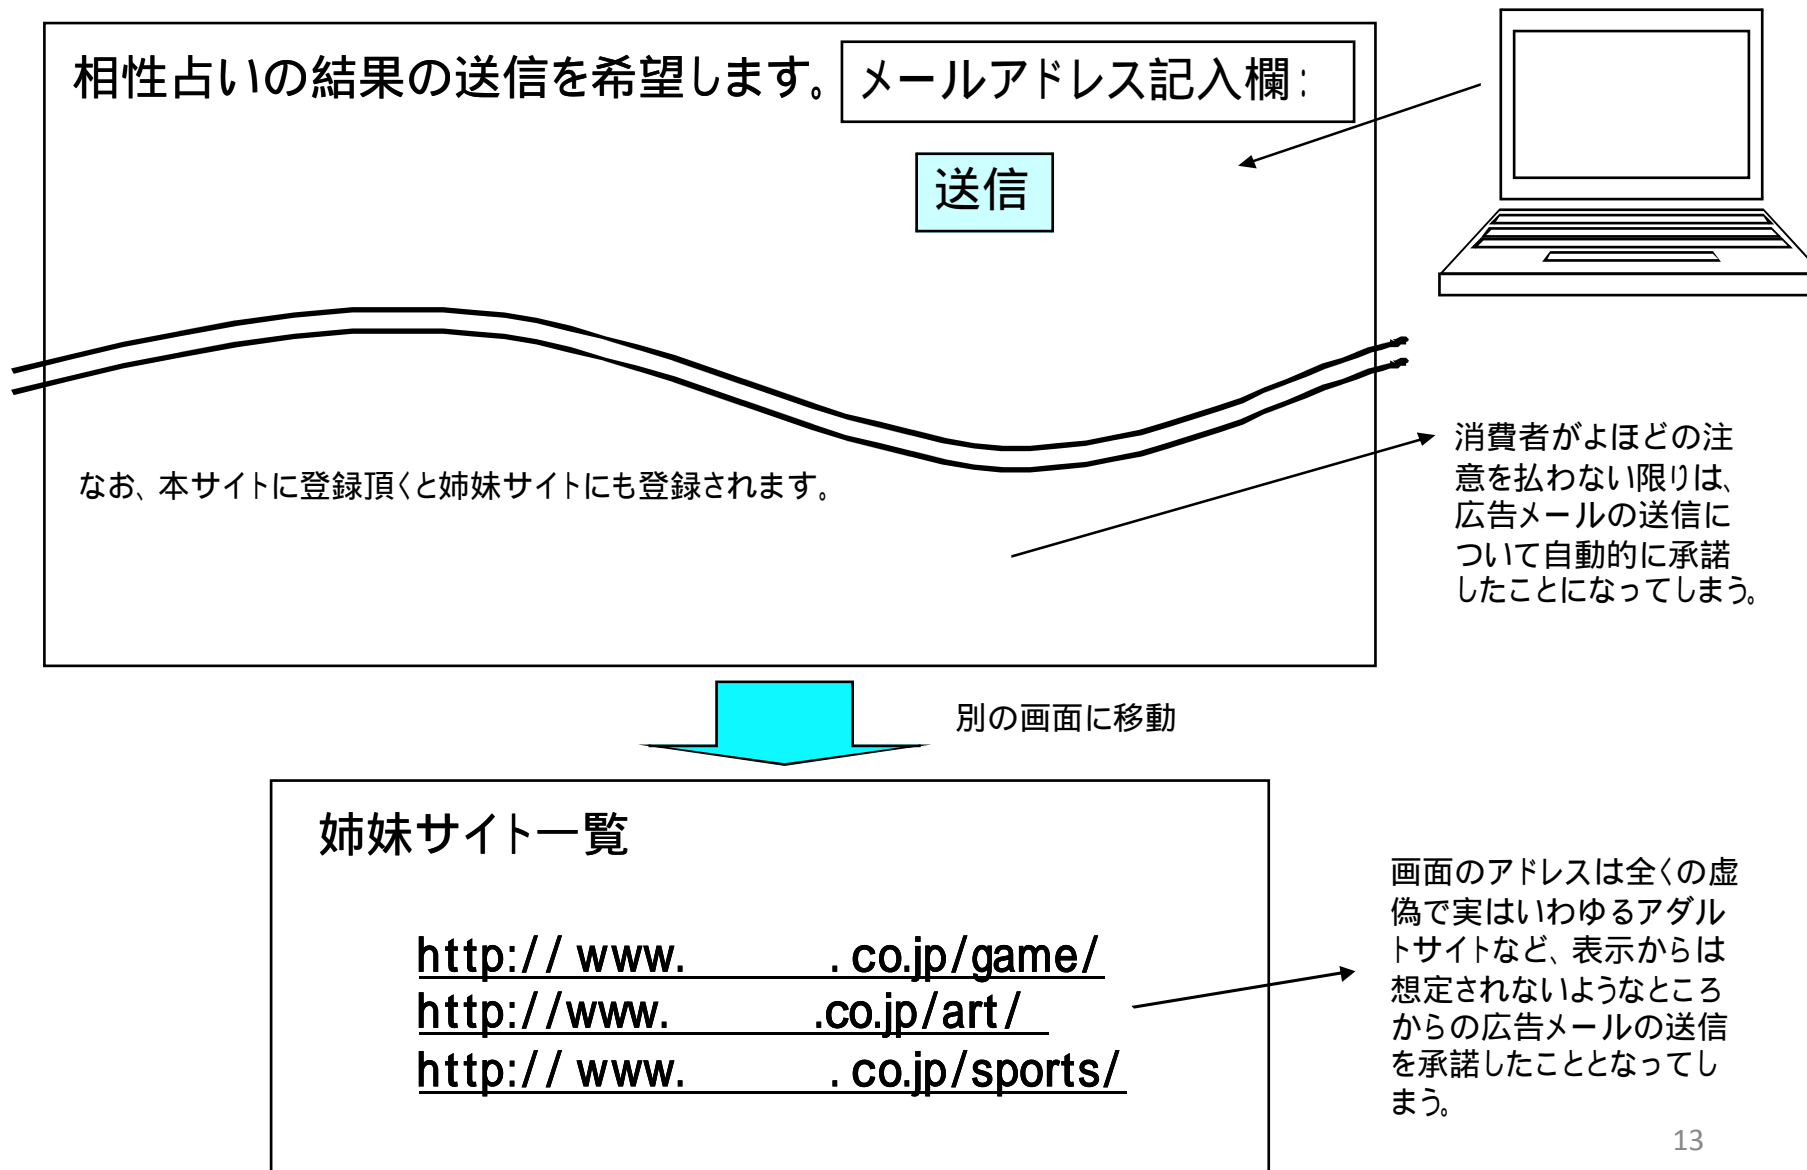 相性占いの結果の送信を希望します。
メールアドレス記入欄:
送信
なお、本サイトに登録頂くと姉妹サイトにも登録されます。
消費者がよほどの注
意を払わない限りは、
広告メールの送信に
ついて自動的に承諾
したことになってしまう。
別の画面に移動
姉妹サイト一覧
http:// www. . co.jp/game/
http://www. .co.jp/art/
http:// www. . co.jp/sports/
画面のアドレスは全くの虚
偽で実はいわゆるアダル
トサイトなど、表示からは
想定されないようなところ
からの広告メールの送信
を承諾したこととなってし
まう。
13